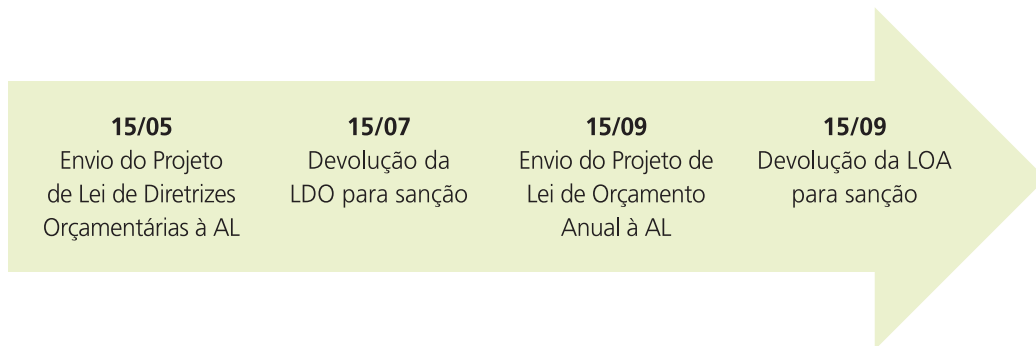 15/05
Envio do Projeto
de Lei de Diretrizes
Orçamentárias à AL
15/07
Devolução da
LDO para sanção
15/09
Envio do Projeto de
Lei de Orçamento
Anual à AL
15/09
Devolução da LOA
para sanção